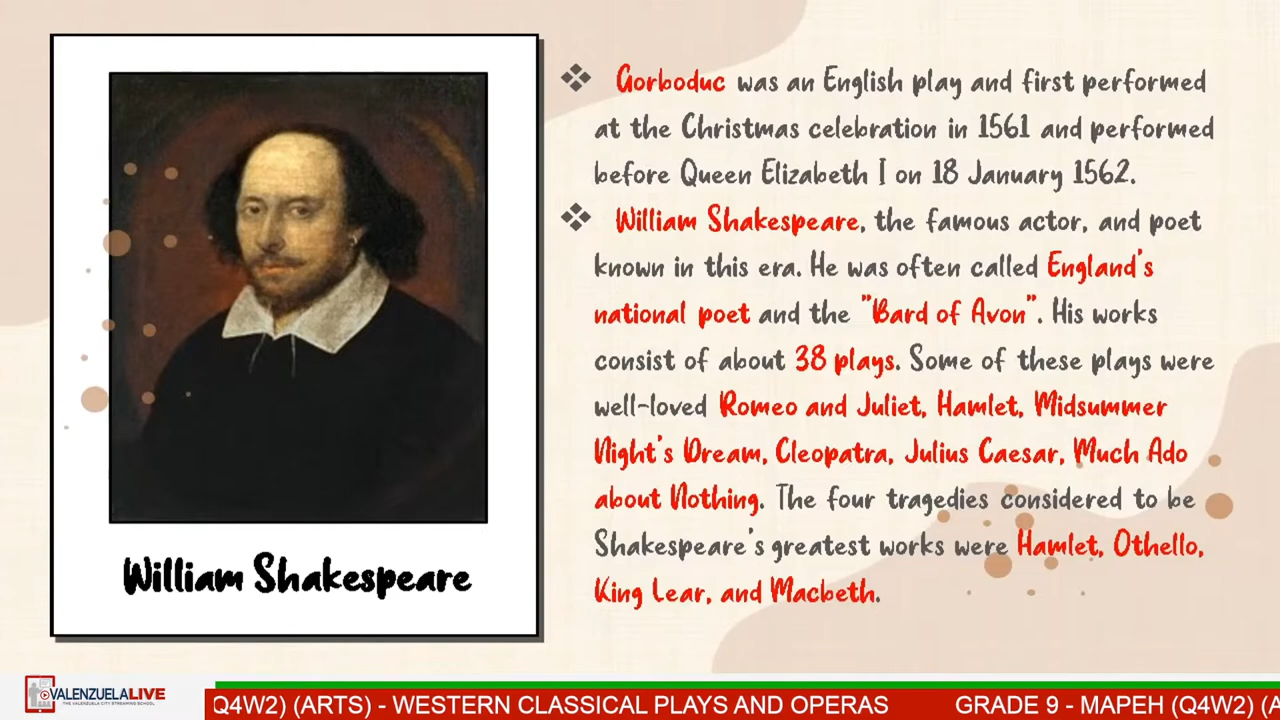 Gorboduc was an English play and first performed
at the Christmas celebration in 1561 and performed
before Queen Elizabeth I on 18 January 1562.
William Shakespeare, the famous actor, and poet
known in this era. He was often called England's
national poet and the "Bard of Avon". His works
consist of about 38 plays. Some of these plays were
well-loved Romeo and Juliet, Hamlet, Midsummer
Night's Dream, Cleopatra, Julius Caesar, Much Ado
about Nothing. The four tragedies considered to be
Shakespeare's greatest works were Hamlet, Othello,
King Lear, and Macbeth.
William Shakespeare
VALENZUELALIVE
THE VALENZUELA CITY STREAMING SCHOOL
Q4W2) (ARTS) - WESTERN CLASSICAL PLAYS AND OPERAS GRADE 9 - MAPEH (Q4W2) (A